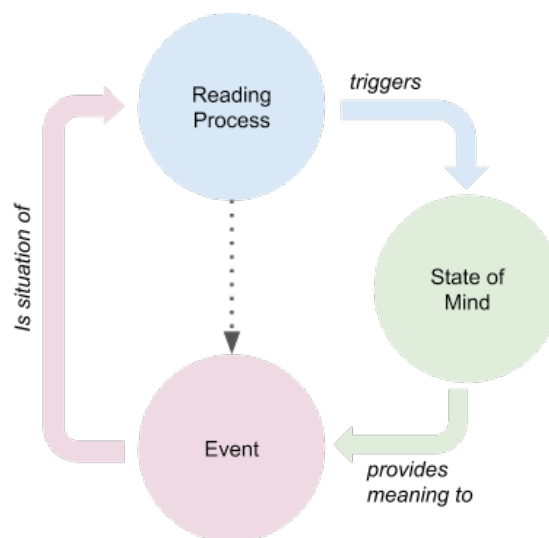 triggers
Reading
Process
Is situation of
State of
Mind
Event
provides
meaning to